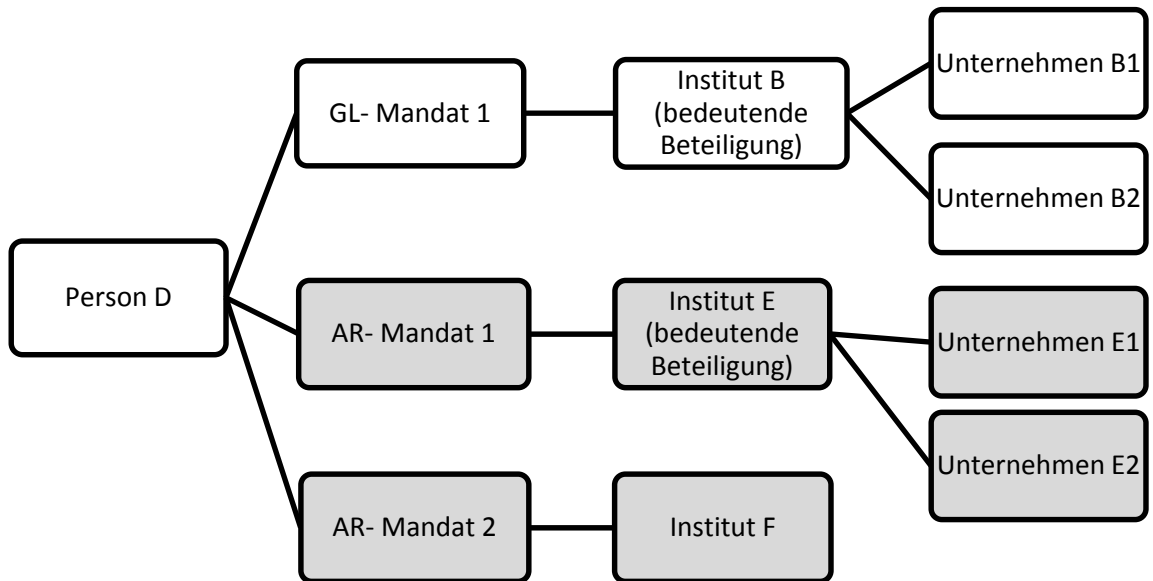 Person D
GL- Mandat 1
Institut B
(bedeutende
Beteiligung)
Unternehmen B1
Unternehmen B2
AR- Mandat 1
Institut E
(bedeutende
Beteiligung)
Unternehmen E1
Unternehmen E2
AR- Mandat 2
Institut F